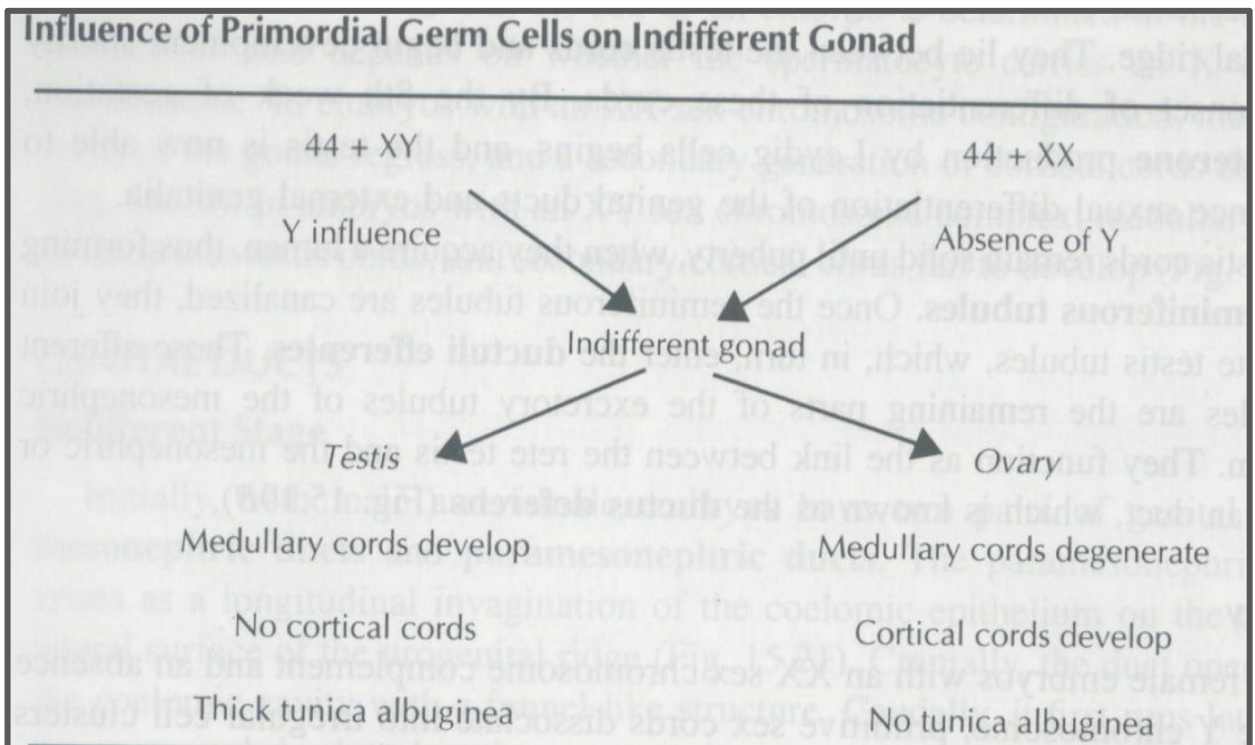 Influence of Primordial Germ Cells on Indifferent Gonad
44 + XY 44 + XX
Y influence Absence of Y
Indifferent gonad
Testis Ovary
Medullary cords develop Medullary cords degenerate
No cortical cords Cortical cords develop
Thick tunica albuginea No tunica albuginea